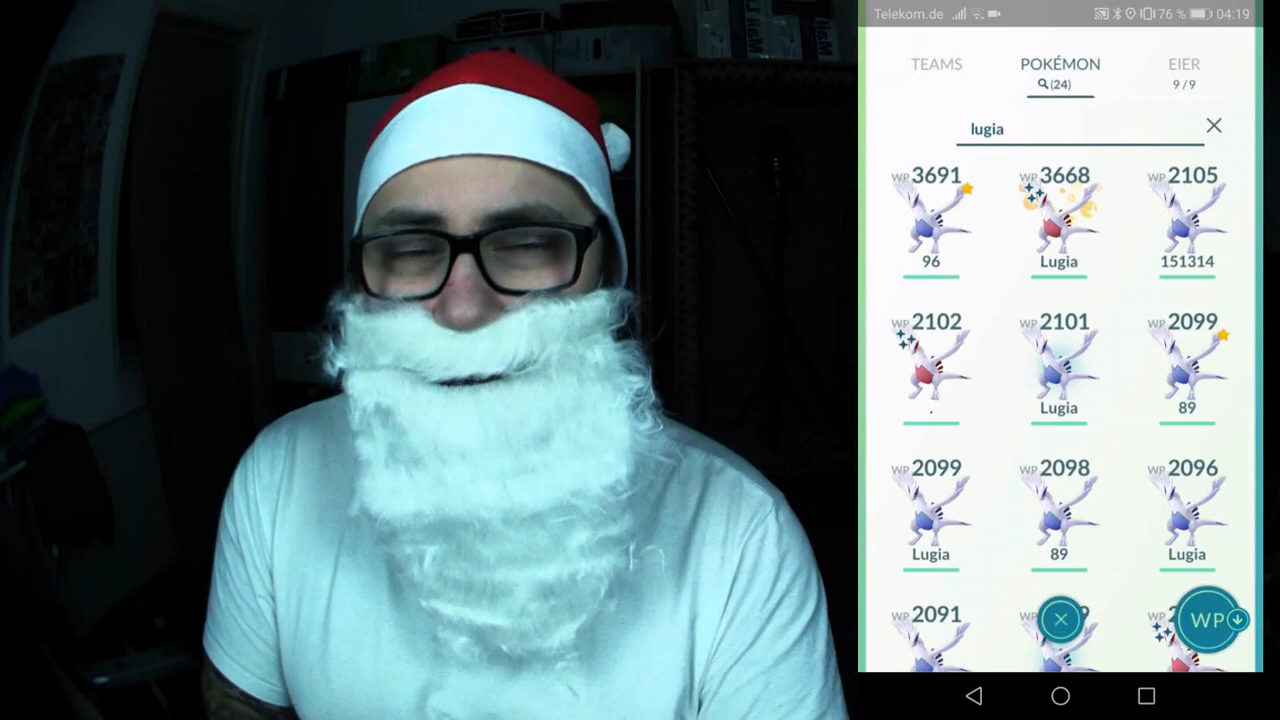 Telekom.de 76 % 04:19
TEAMS POKÉMON EIER
(24) 9 / 9
lugia
WP 3691 WP 3668 WP 2105
96 Lugia 151314
WP 2102 WP 2101 WP 2099
. Lugia 89
WP 2099 WP 2098 WP 2096
Lugia 89 Lugia
WP 2091 WP WP
WP